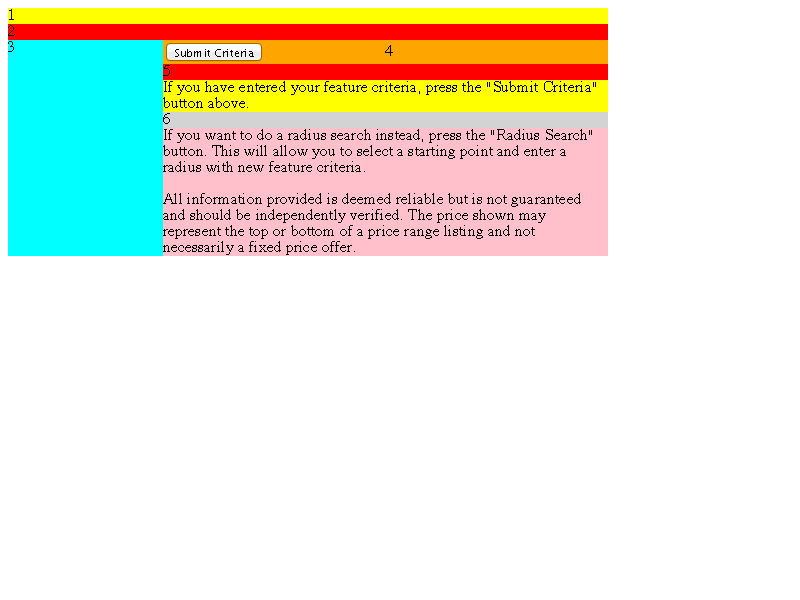 1
2
3
Submit Criteria 4
5
If you have entered your feature criteria, press the "Submit Criteria"
button above.
6
If you want to do a radius search instead, press the "Radius Search"
button. This will allow you to select a starting point and enter a
radius with new feature criteria.
All information provided is deemed reliable but is not guaranteed
and should be independently verified. The price shown may
represent the top or bottom of a price range listing and not
necessarily a fixed price offer.